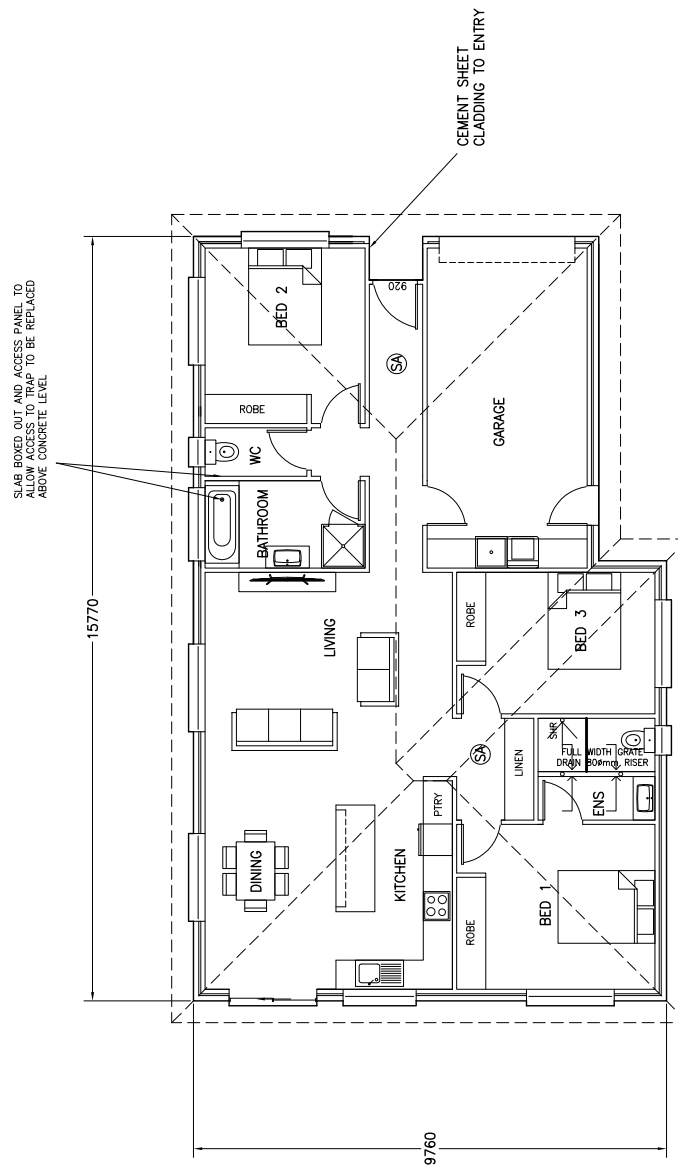 SLAB BOXED OUT AND ACCESS PANEL TO
ALLOW ACCESS TO TRAP TO BE REPLACED
ABOVE CONCRETE LEVEL
CEMENT SHEET
CLADDING TO ENTRY
15770
9760
DINING
LIVING
BATHROOM
WC
ROBE
BED 2
KITCHEN
PTRY
SA
920
SA
GARAGE
LINEN
ROBE
ROBE
BED 1
ENS
SHR
FULL WIDTH GRATE
DRAIN 80ømm RISER
BED 3